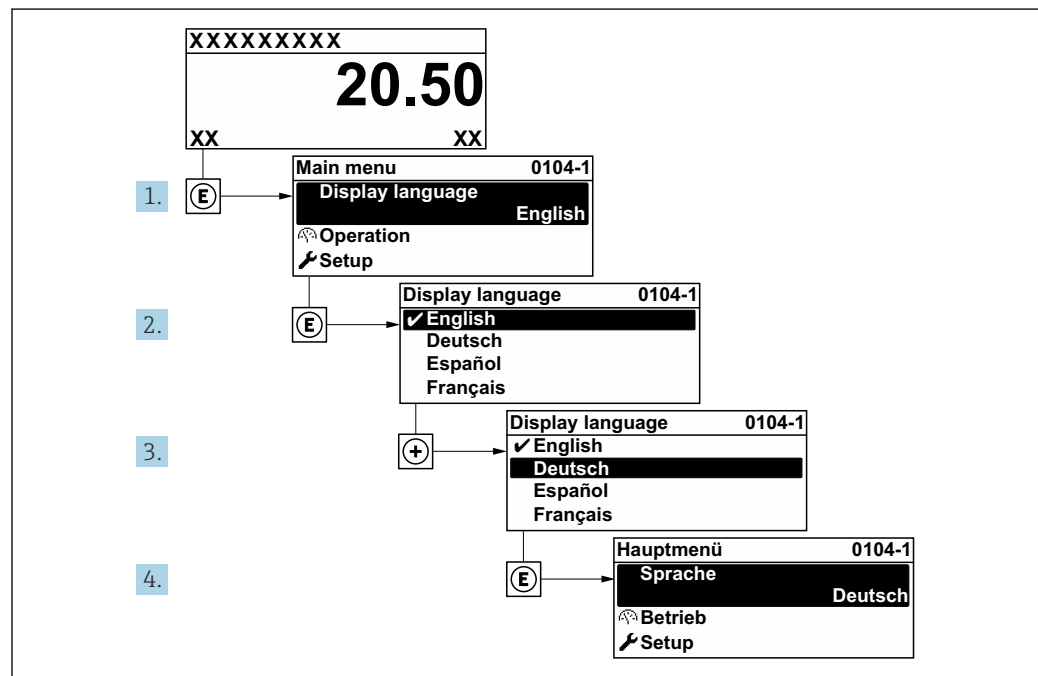 XXXXXXXXX
20.50
XX XX
1.
E
Main menu 0104-1
Display language
English
Operation
Setup
2.
E
Display language 0104-1
✔ English
Deutsch
Español
Français
3.
+
Display language 0104-1
✔ English
Deutsch
Español
Français
4.
E
Hauptmenü 0104-1
Sprache
Deutsch
Betrieb
Setup